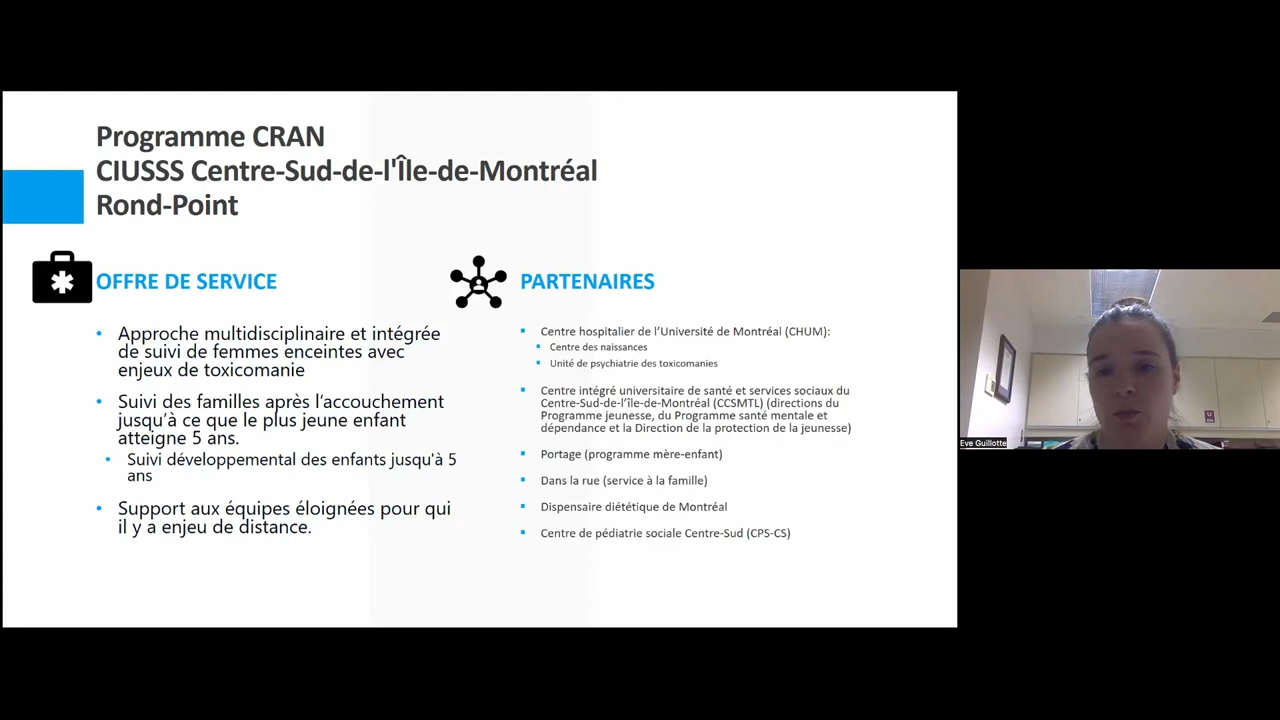 Programme CRAN
CIUSSS Centre-Sud-de-l'Île-de-Montréal
Rond-Point
OFFRE DE SERVICE
Approche multidisciplinaire et intégrée
de suivi de femmes enceintes avec
enjeux de toxicomanie
Suivi des familles après l’accouchement
jusqu’à ce que le plus jeune enfant
atteigne 5 ans.
Suivi développemental des enfants jusqu'à 5
ans
Support aux équipes éloignées pour qui
il y a enjeu de distance.
PARTENAIRES
Centre hospitalier de l’Université de Montréal (CHUM):
Centre des naissances
Unité de psychiatrie des toxicomanies
Centre intégré universitaire de santé et services sociaux du
Centre-Sud-de-l’île-de-Montréal (CCSMTL) (directions du
Programme jeunesse, du Programme santé mentale et
dépendance et la Direction de la protection de la jeunesse)
Portage (programme mère-enfant)
Dans la rue (service à la famille)
Dispensaire diététique de Montréal
Centre de pédiatrie sociale Centre-Sud (CPS-CS)
Eve Guillotte